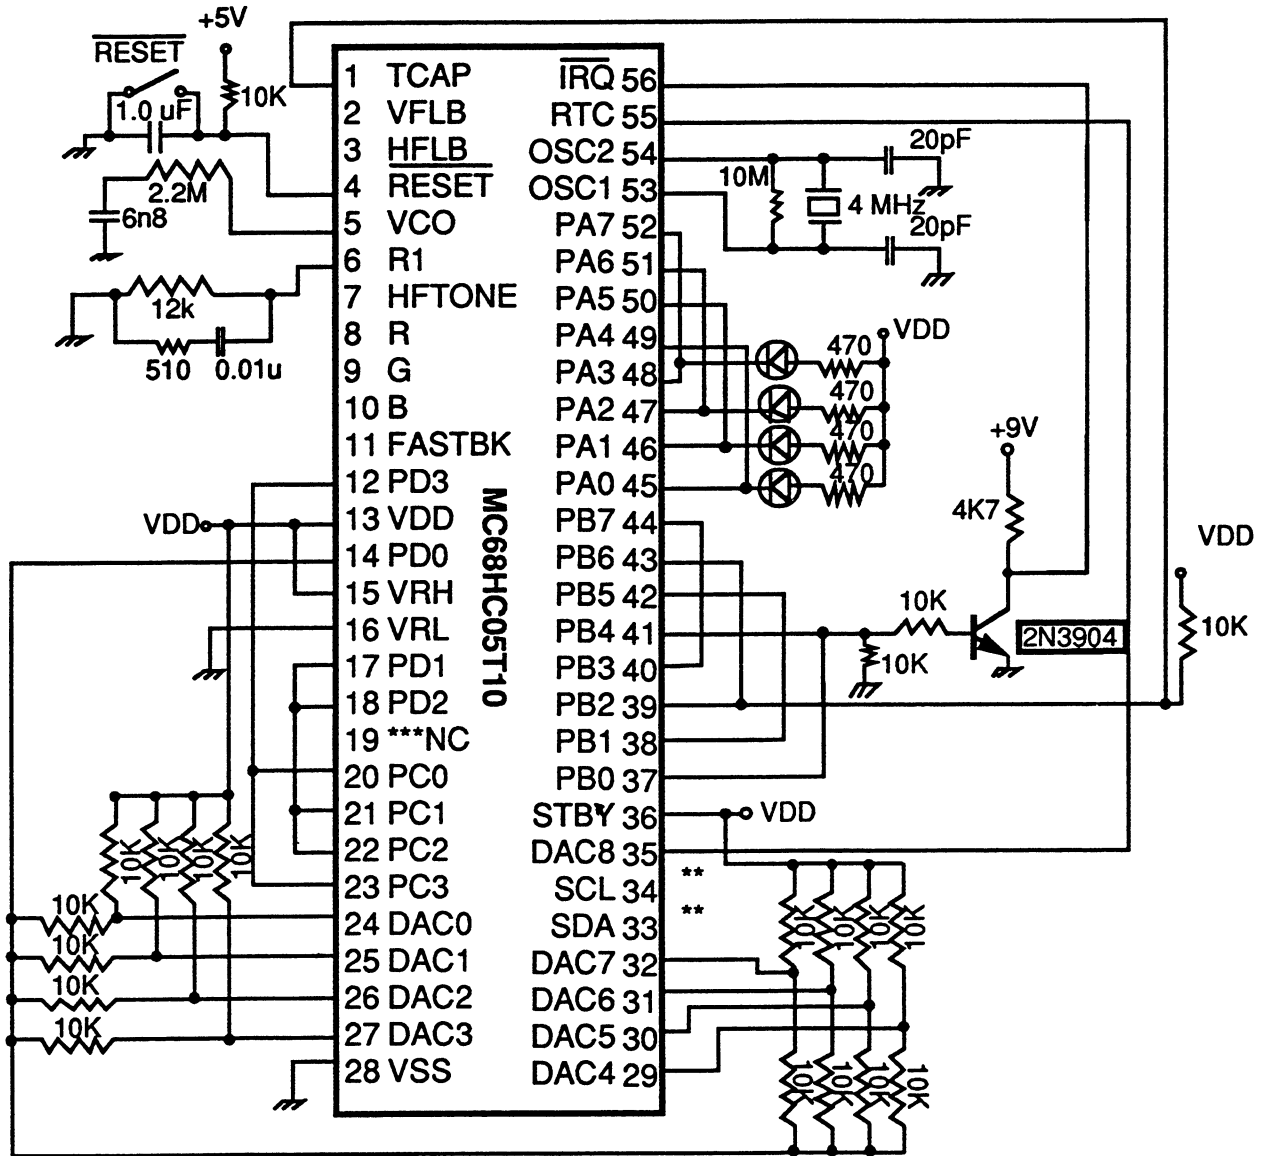 +5V
RESET
10K
1.0 uF
2.2M
6n8
12k
510 0.01u
1 TCAP
2 VFLB
3 HFLB
4 RESET
5 VCO
6 R1
7 HFTONE
8 R
9 G
10 B
11 FASTBK
12 PD3
13 VDD
14 PD0
15 VRH
16 VRL
17 PD1
18 PD2
19 ***NC
20 PC0
21 PC1
22 PC2
23 PC3
24 DAC0
25 DAC1
26 DAC2
27 DAC3
28 VSS
MC68HC05T10
IRQ 56
RTC 55
OSC2 54
OSC1 53
PA7 52
PA6 51
PA5 50
PA4 49
PA3 48
PA2 47
PA1 46
PA0 45
PB7 44
PB6 43
PB5 42
PB4 41
PB3 40
PB2 39
PB1 38
PB0 37
STBY 36
DAC8 35
SCL 34
SDA 33
DAC7 32
DAC6 31
DAC5 30
DAC4 29
VDD
10K
10K
10K
10K
10K
10K
10K
10K
20pF
10M
4 MHz
20pF
VDD
470
470
470
470
+9V
4K7
VDD
10K
10K
2N3904
10K
VDD
**
**
10K
10K
10K
10K
10K
10K
10K
10K